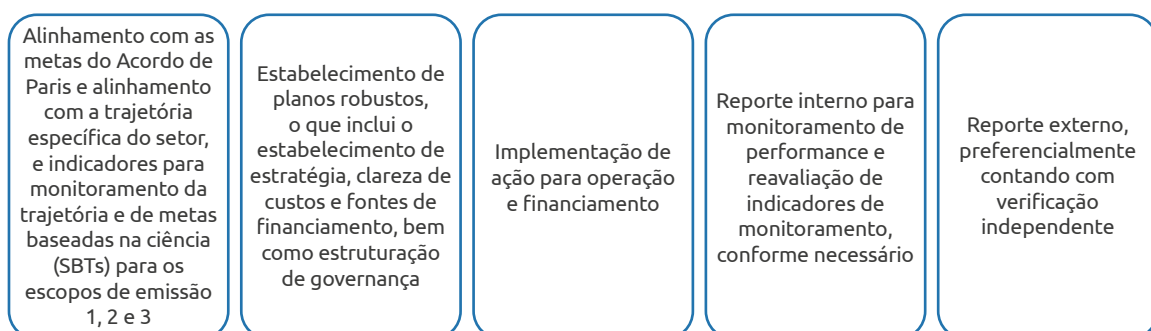 Alinhamento com as
metas do Acordo de
Paris e alinhamento
com a trajetória
específica do setor,
e indicadores para
monitoramento da
trajetória e de metas
baseadas na ciência
(SBTs) para os
escopos de emissão
1, 2 e 3
Estabelecimento de
planos robustos,
o que inclui o
estabelecimento de
estratégia, clareza de
custos e fontes de
financiamento, bem
como estruturação
de governança
Implementação de
ação para operação
e financiamento
Reporte interno para
monitoramento de
performance e
reavaliação de
indicadores de
monitoramento,
conforme necessário
Reporte externo,
preferencialmente
contando com
verificação
independente